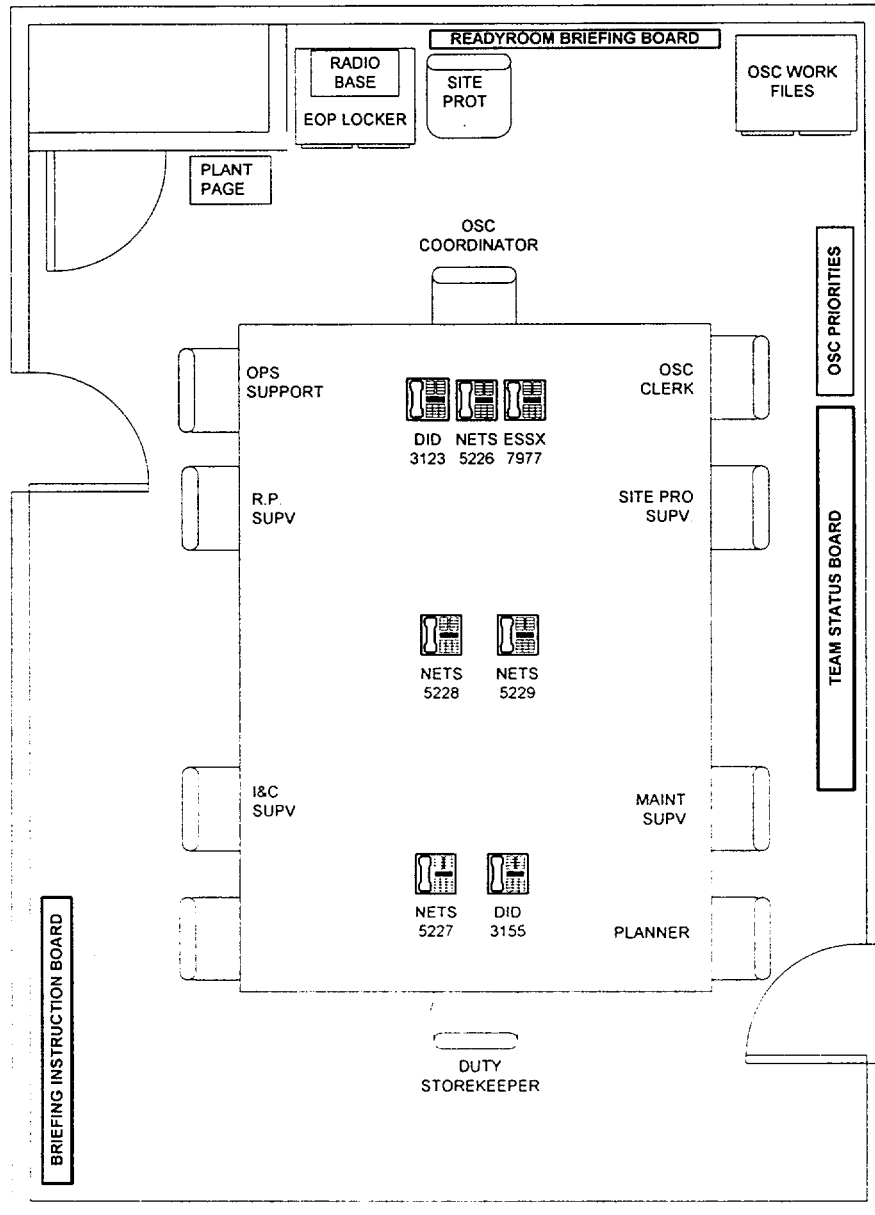 READYROOM BRIEFING BOARD
RADIO
BASE
EOP LOCKER
SITE
PROT
OSC WORK
FILES
PLANT
PAGE
OSC
COORDINATOR
OSC PRIORITIES
OPS
SUPPORT
OSC
CLERK
DID
3123
NETS
5226
ESSX
7977
R.P.
SUPV
SITE PRO
SUPV.
TEAM STATUS BOARD
NETS
5228
NETS
5229
I&C
SUPV
MAINT
SUPV
NETS
5227
DID
3155
PLANNER
BRIEFING INSTRUCTION BOARD
DUTY
STOREKEEPER